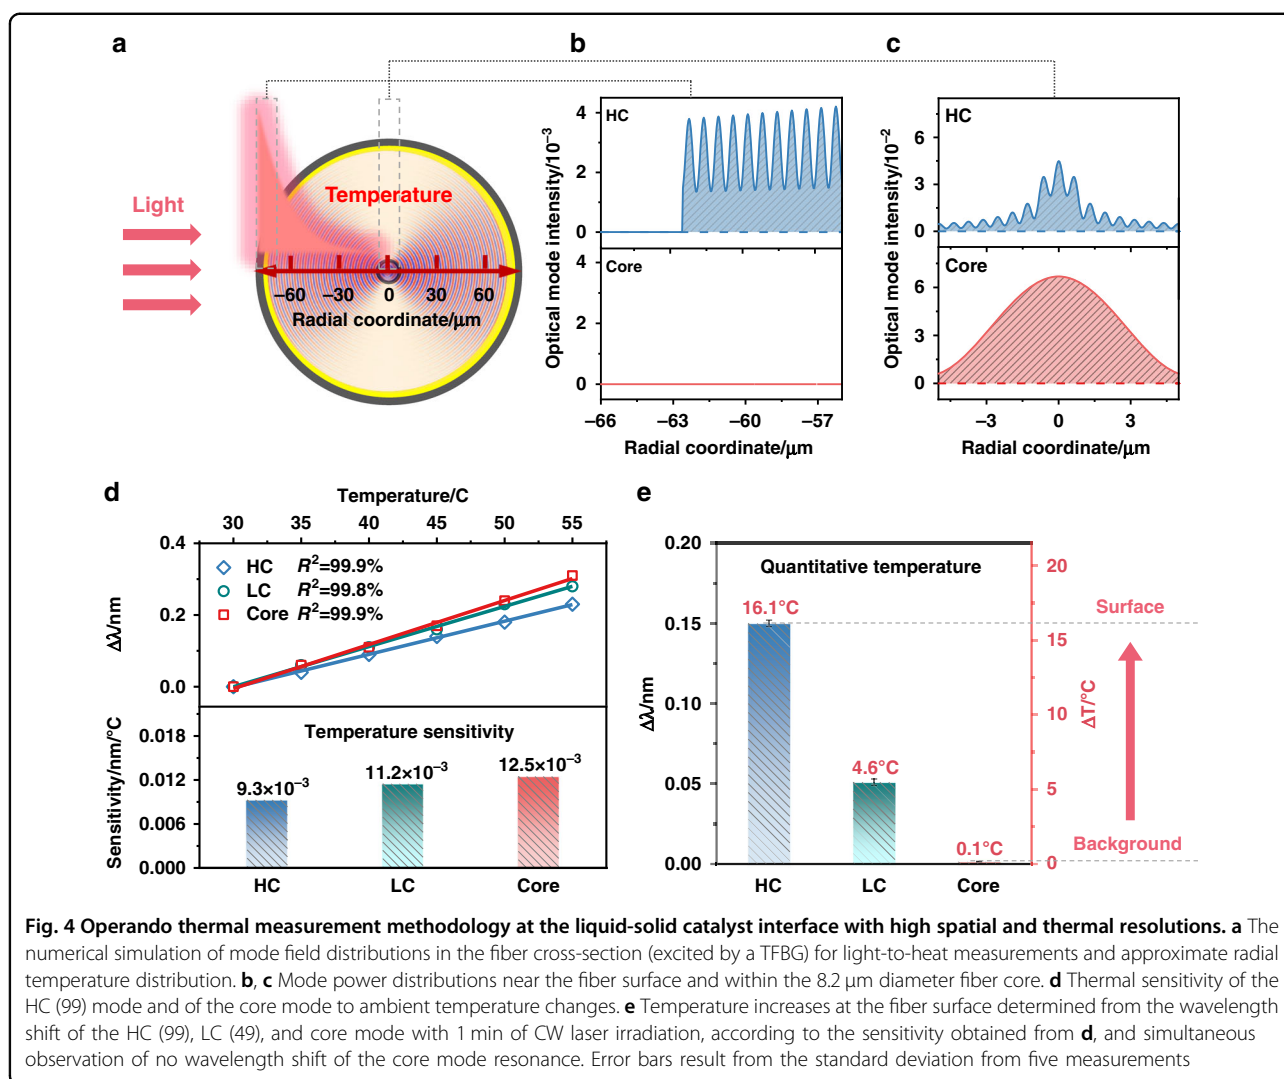 a
b
c
Light
Temperature
−60
−30
0
30
60
Radial coordinate/μm
Optical mode intensity/10⁻³
HC
4
2
0
Core
4
2
0
−66
−63
−60
−57
Radial coordinate/μm
Optical mode intensity/10⁻²
HC
6
3
0
Core
6
3
0
−3
0
3
Radial coordinate/μm
d
Temperature/C
30
35
40
45
50
55
Δλ/nm
0.4
0.2
0.0
HC R²=99.9%
LC R²=99.8%
Core R²=99.9%
Sensitivity/nm/°C
0.018
0.012
0.006
0.000
Temperature sensitivity
9.3×10⁻³
11.2×10⁻³
12.5×10⁻³
HC
LC
Core
e
Δλ/nm
0.20
0.15
0.10
0.05
0.00
Quantitative temperature
16.1°C
4.6°C
0.1°C
HC
LC
Core
20
15
10
5
0
ΔT/°C
Surface
Background
Fig. 4 Operando thermal measurement methodology at the liquid-solid catalyst interface with high spatial and thermal resolutions. a The
numerical simulation of mode field distributions in the fiber cross-section (excited by a TFBG) for light-to-heat measurements and approximate radial
temperature distribution. b, c Mode power distributions near the fiber surface and within the 8.2 μm diameter fiber core. d Thermal sensitivity of the
HC (99) mode and of the core mode to ambient temperature changes. e Temperature increases at the fiber surface determined from the wavelength
shift of the HC (99), LC (49), and core mode with 1 min of CW laser irradiation, according to the sensitivity obtained from d, and simultaneous
observation of no wavelength shift of the core mode resonance. Error bars result from the standard deviation from five measurements